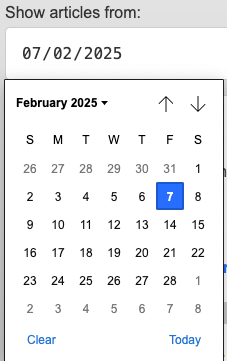 Show articles from:
07/02/2025
February 2025
S M T W T F S
26 27 28 29 30 31 1
2 3 4 5 6 7 8
9 10 11 12 13 14 15
16 17 18 19 20 21 22
23 24 25 26 27 28 1
2 3 4 5 6 7 8
Clear Today